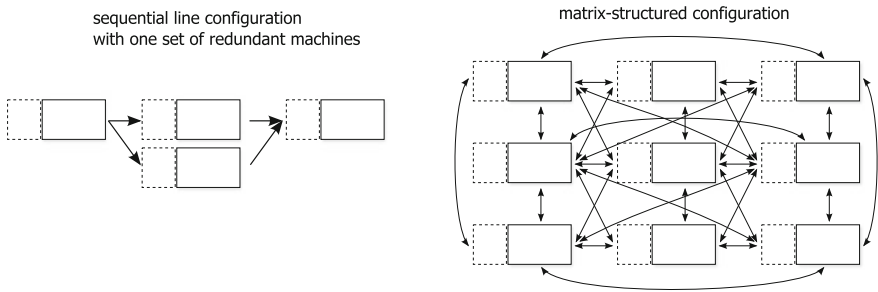 sequential line configuration
with one set of redundant machines
matrix-structured configuration